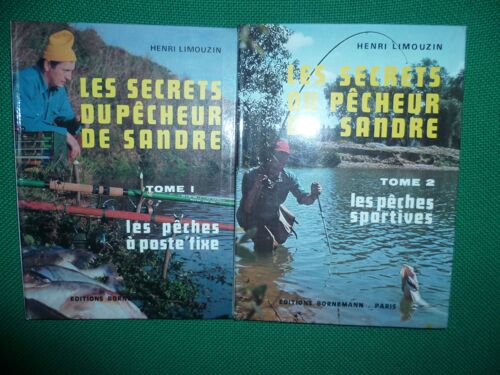 HENRI LIMOUZIN
LES SECRETS
DU PÊCHEUR
DE SANDRE
TOME 1
les pêches
à poste fixe
EDITIONS BORNEMANN
HENRI LIMOUZIN
LES SECRETS
DU PÊCHEUR
DE SANDRE
TOME 2
les pêches
sportives
EDITIONS BORNEMANN . PARIS